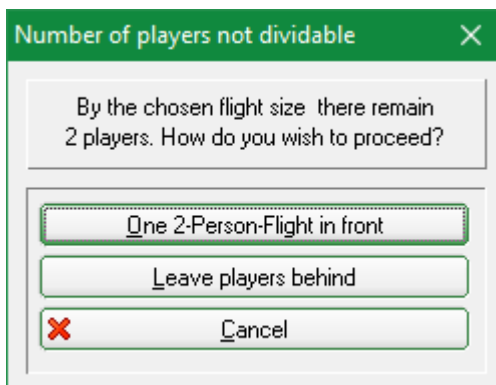 Number of players not dividable
By the chosen flight size  there remain
2 players. How do you wish to proceed?
One 2-Person-Flight in front
Leave players behind
Cancel